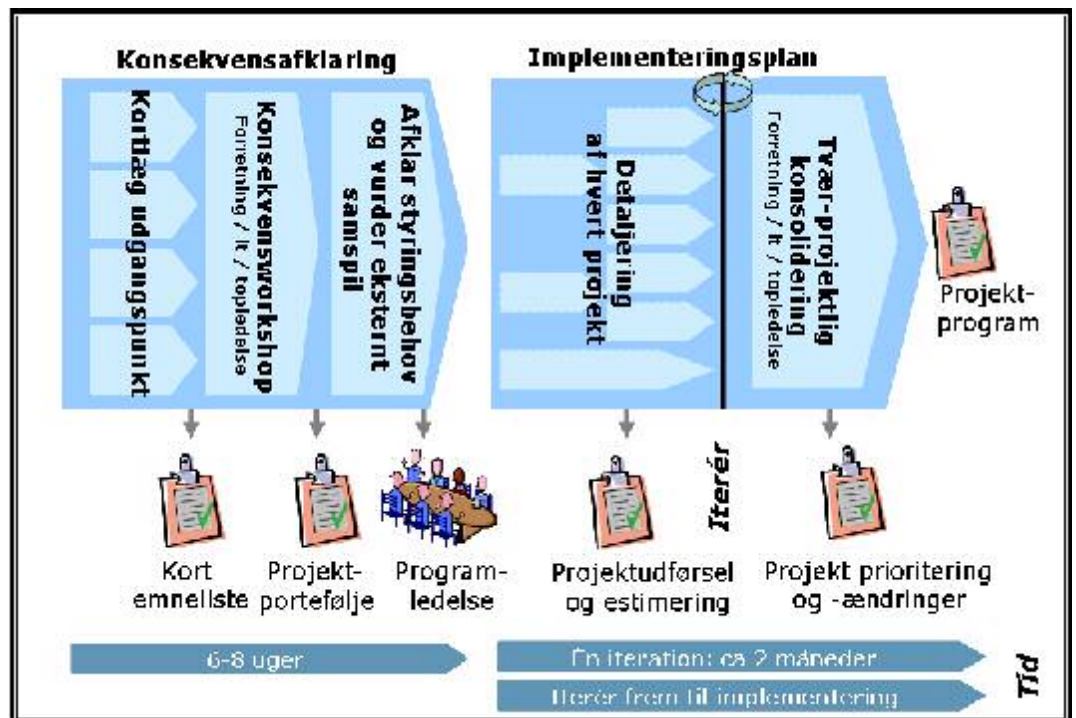 Konsekvensafklaring
Kortlæg udgangspunkt
Konsekvensworkshop
Forretning / It / topledelse
Afklar styringsbehov
og vurder eksternt
samspil
Kort
emneliste
Projekt-
portefølje
Program-
ledelse
6-8 uger
Implementeringsplan
Detaljering
af hvert projekt
Iterér
Tvær-projektlig
konsolidering
Forretning / It / topledelse
Projekt-
program
Projektudførsel
og estimering
Projekt prioritering
og -ændringer
Én iteration: ca 2 måneder
Iterér frem til implementering
Tid